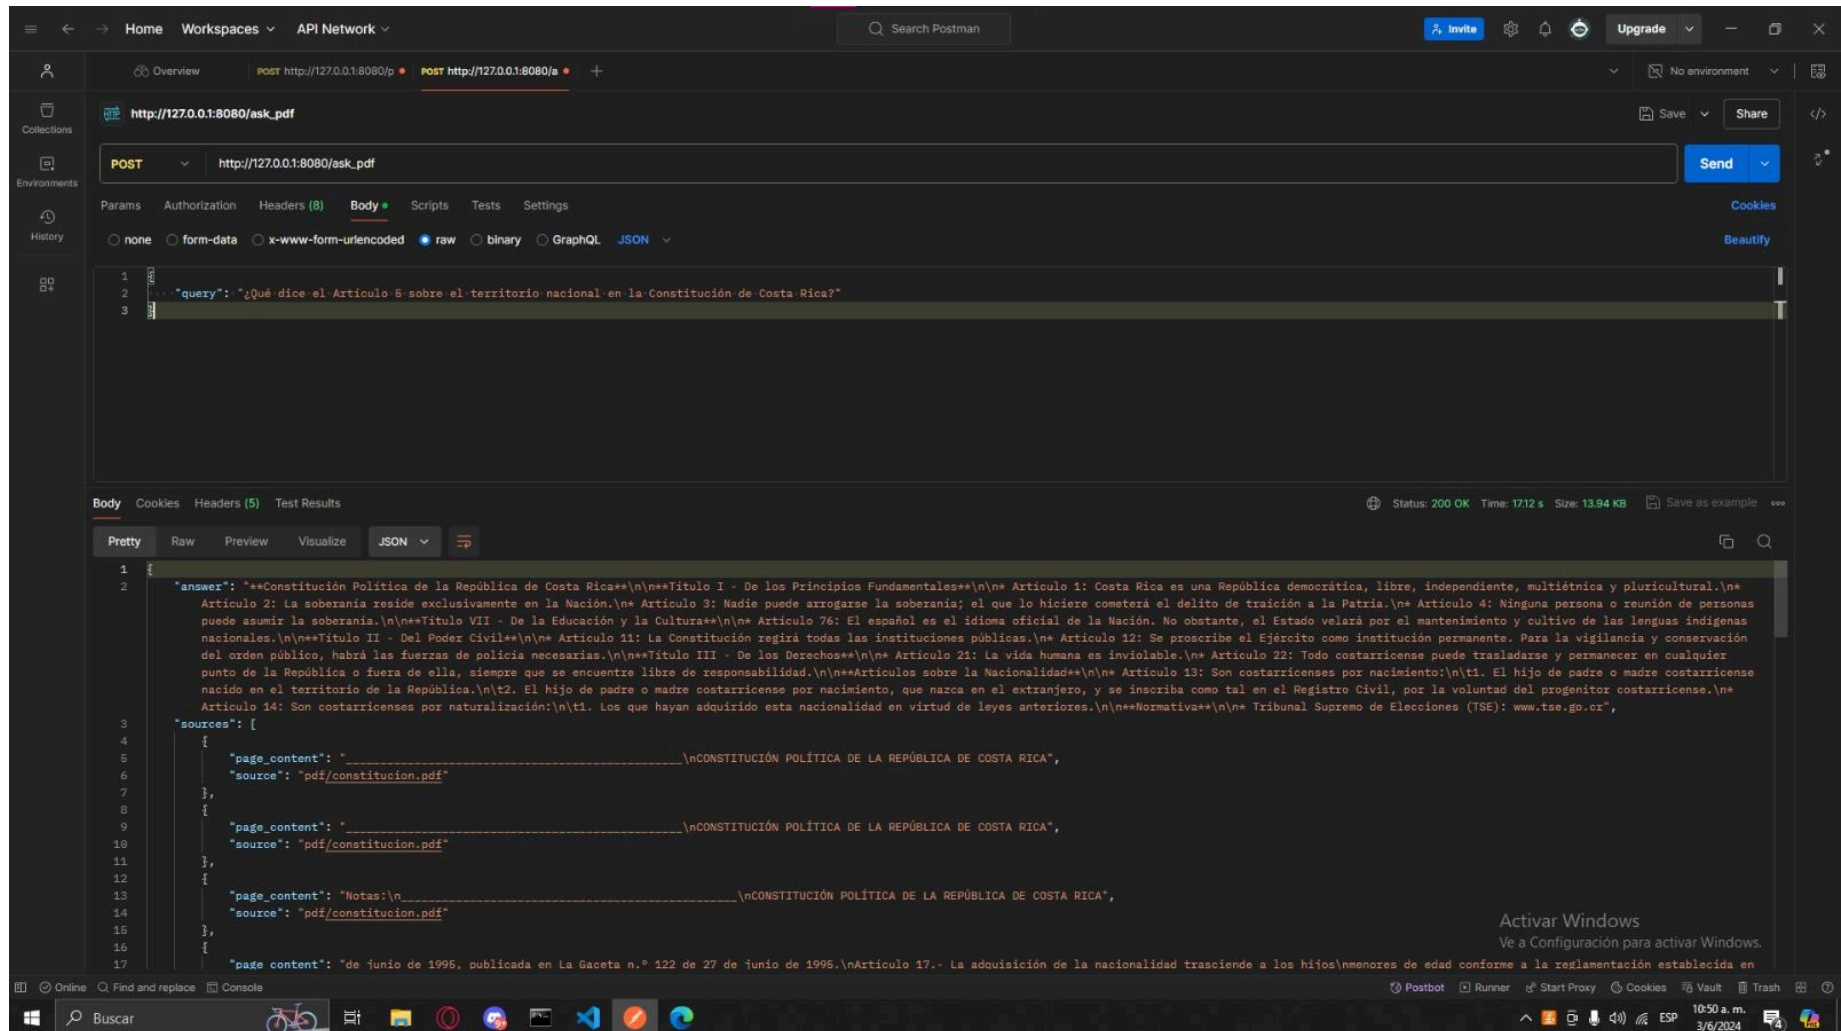 Home Workspaces API Network Search Postman Invite Upgrade
Overview POST http://127.0.0.1:8080/p POST http://127.0.0.1:8080/a No environment
http://127.0.0.1:8080/ask_pdf Save Share
Collections
POST http://127.0.0.1:8080/ask_pdf Send
Environments
Params Authorization Headers (8) Body Scripts Tests Settings Cookies
History
none form-data x-www-form-urlencoded raw binary GraphQL JSON Beautify
1 {
2 "query": "¿Qué dice el Artículo 5 sobre el territorio nacional en la Constitución de Costa Rica?"
3 }
Body Cookies Headers (5) Test Results Status: 200 OK Time: 17.12 s Size: 13.94 KB Save as example
Pretty Raw Preview Visualize JSON
1 {
2 "answer": "**Constitución Política de la República de Costa Rica**\n\n**Título I - De los Principios Fundamentales**\n\n* Artículo 1: Costa Rica es una República democrática, libre, independiente, multiétnica y pluricultural.\n*
Artículo 2: La soberanía reside exclusivamente en la Nación.\n* Artículo 3: Nadie puede arrogarse la soberanía; el que lo hiciere cometerá el delito de traición a la Patria.\n* Artículo 4: Ninguna persona o reunión de personas
puede asumir la soberanía.\n\n**Título VII - De la Educación y la Cultura**\n\n* Artículo 76: El español es el idioma oficial de la Nación. No obstante, el Estado velará por el mantenimiento y cultivo de las lenguas indígenas
nacionales.\n\n**Título II - Del Poder Civil**\n\n* Artículo 11: La Constitución regirá todas las instituciones públicas.\n* Artículo 12: Se proscribe el Ejército como institución permanente. Para la vigilancia y conservación
del orden público, habrá las fuerzas de policía necesarias.\n\n**Título III - De los Derechos**\n\n* Artículo 21: La vida humana es inviolable.\n* Artículo 22: Todo costarricense puede trasladarse y permanecer en cualquier
punto de la República o fuera de ella, siempre que se encuentre libre de responsabilidad.\n\n**Artículos sobre la Nacionalidad**\n\n* Artículo 13: Son costarricenses por nacimiento:\n\t1. El hijo de padre o madre costarricense
nacido en el territorio de la República.\n\t2. El hijo de padre o madre costarricense por nacimiento, que nazca en el extranjero, y se inscriba como tal en el Registro Civil, por la voluntad del progenitor costarricense.\n*
Artículo 14: Son costarricenses por naturalización:\n\t1. Los que hayan adquirido esta nacionalidad en virtud de leyes anteriores.\n\n**Normativa**\n\n* Tribunal Supremo de Elecciones (TSE): www.tse.go.cr",
3 "sources": [
4 {
5 "page_content": "________________________________________________\nCONSTITUCIÓN POLÍTICA DE LA REPÚBLICA DE COSTA RICA",
6 "source": "pdf/constitucion.pdf"
7 },
8 {
9 "page_content": "________________________________________________\nCONSTITUCIÓN POLÍTICA DE LA REPÚBLICA DE COSTA RICA",
10 "source": "pdf/constitucion.pdf"
11 },
12 {
13 "page_content": "Notas:\n________________________________________________\nCONSTITUCIÓN POLÍTICA DE LA REPÚBLICA DE COSTA RICA",
14 "source": "pdf/constitucion.pdf"
15 },
16 {
17 "page_content": "de junio de 1995, publicada en La Gaceta n.º 122 de 27 de junio de 1995.\nArtículo 17.- La adquisición de la nacionalidad trasciende a los hijos\nmenores de edad conforme a la reglamentación establecida en
Activar Windows
Ve a Configuración para activar Windows.
Online Find and replace Console Postbot Runner Start Proxy Cookies Vault Trash
Buscar ESP 10:50 a. m.
3/6/2024